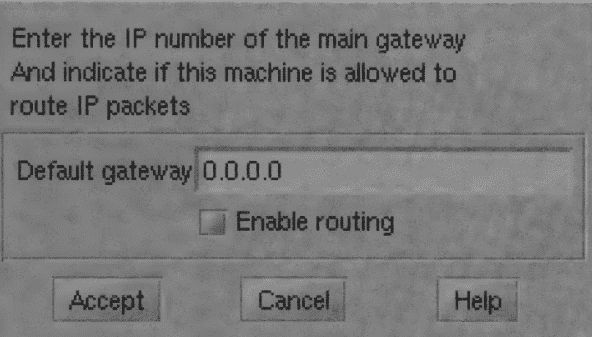 Enter the IP number of the main gateway
And indicate if this machine is allowed to
route IP packets
Default gateway 0.0.0.0
Enable routing
Accept Cancel Help